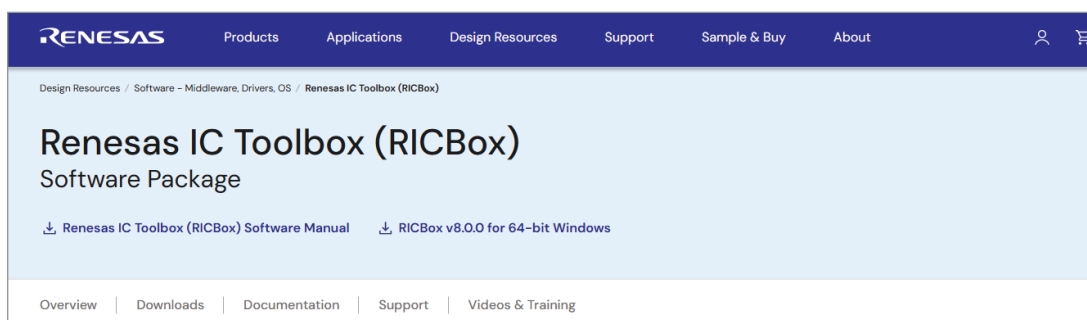 RENESAS Products Applications Design Resources Support Sample & Buy About
Design Resources / Software - Middleware, Drivers, OS / Renesas IC Toolbox (RICBox)
Renesas IC Toolbox (RICBox)
Software Package
Renesas IC Toolbox (RICBox) Software Manual RICBox v8.0.0 for 64-bit Windows
Overview Downloads Documentation Support Videos & Training